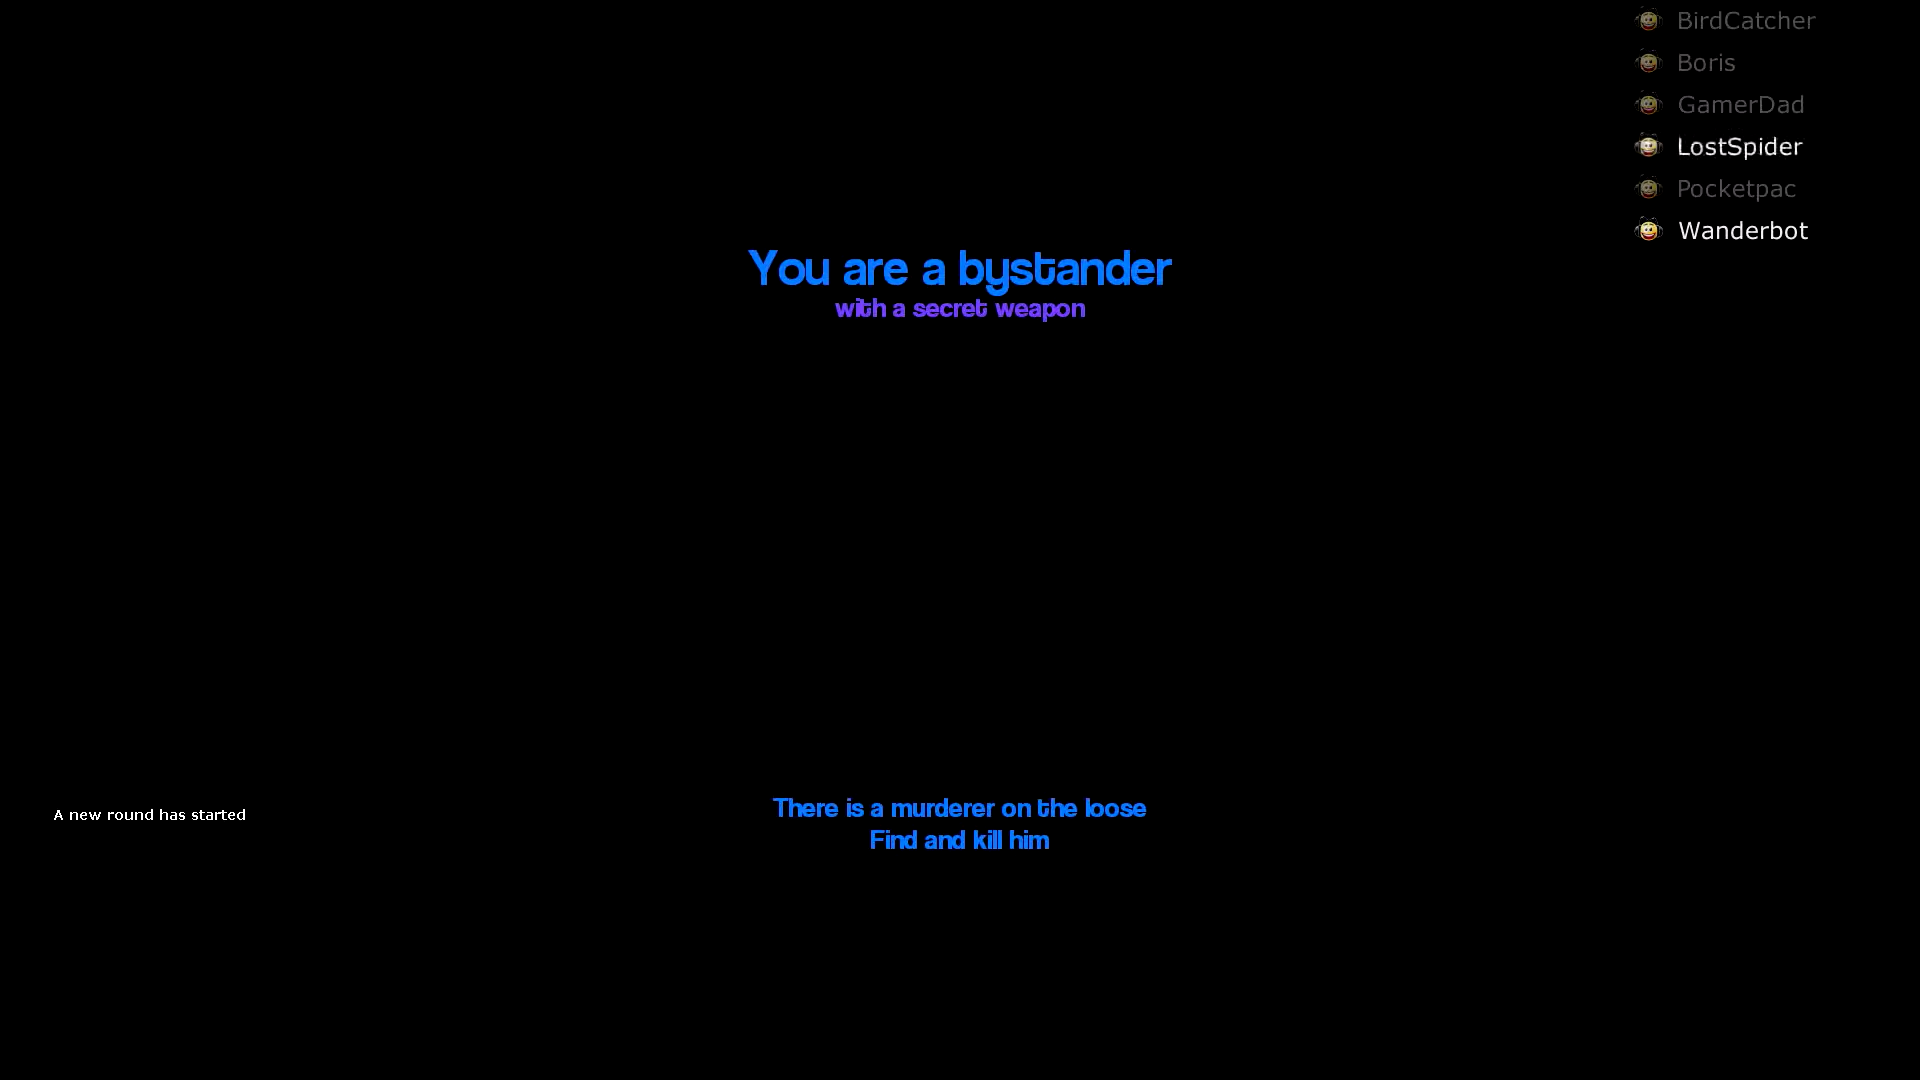 BirdCatcher
Boris
GamerDad
LostSpider
Pocketpac
Wanderbot
You are a bystander
with a secret weapon
A new round has started
There is a murderer on the loose
Find and kill him